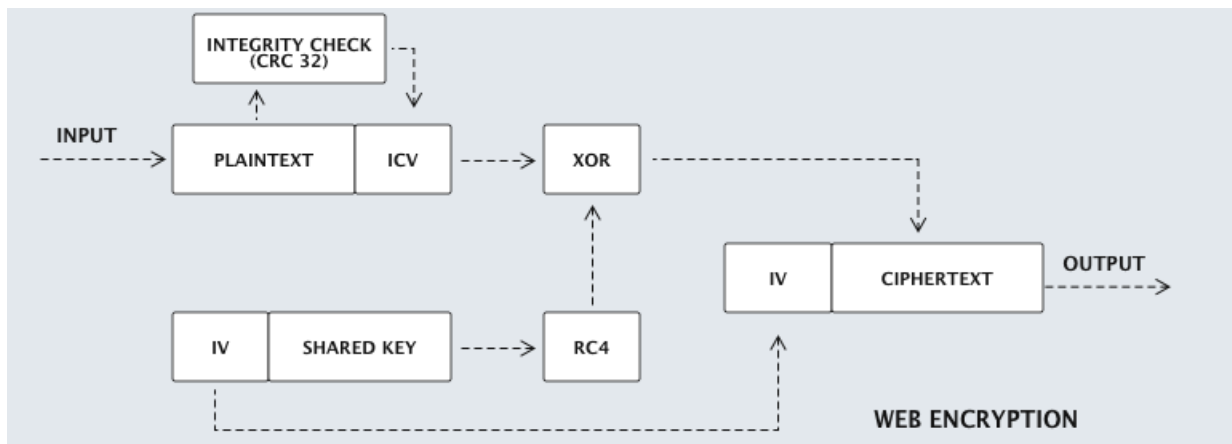 INTEGRITY CHECK
(CRC 32)
INPUT
PLAINTEXT
ICV
XOR
IV
CIPHERTEXT
OUTPUT
IV
SHARED KEY
RC4
WEB ENCRYPTION